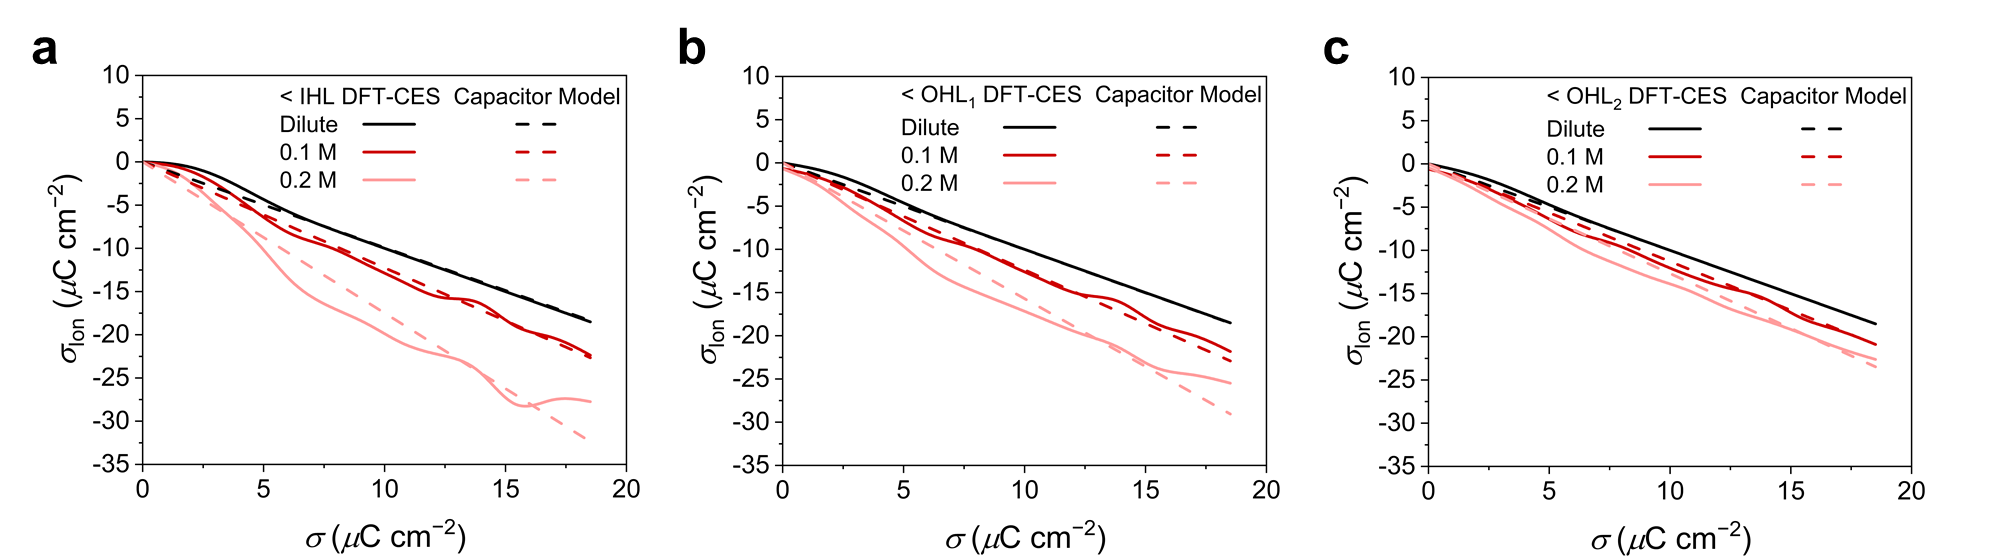 a
< IHL DFT-CES Capacitor Model
Dilute
0.1 M
0.2 M
10
5
0
-5
-10
-15
-20
-25
-30
-35
0 5 10 15 20
σIon (μC cm−2)
σ (μC cm−2)
b
< OHL1 DFT-CES Capacitor Model
Dilute
0.1 M
0.2 M
10
5
0
-5
-10
-15
-20
-25
-30
-35
0 5 10 15 20
σIon (μC cm−2)
σ (μC cm−2)
c
< OHL2 DFT-CES Capacitor Model
Dilute
0.1 M
0.2 M
10
5
0
-5
-10
-15
-20
-25
-30
-35
0 5 10 15 20
σIon (μC cm−2)
σ (μC cm−2)